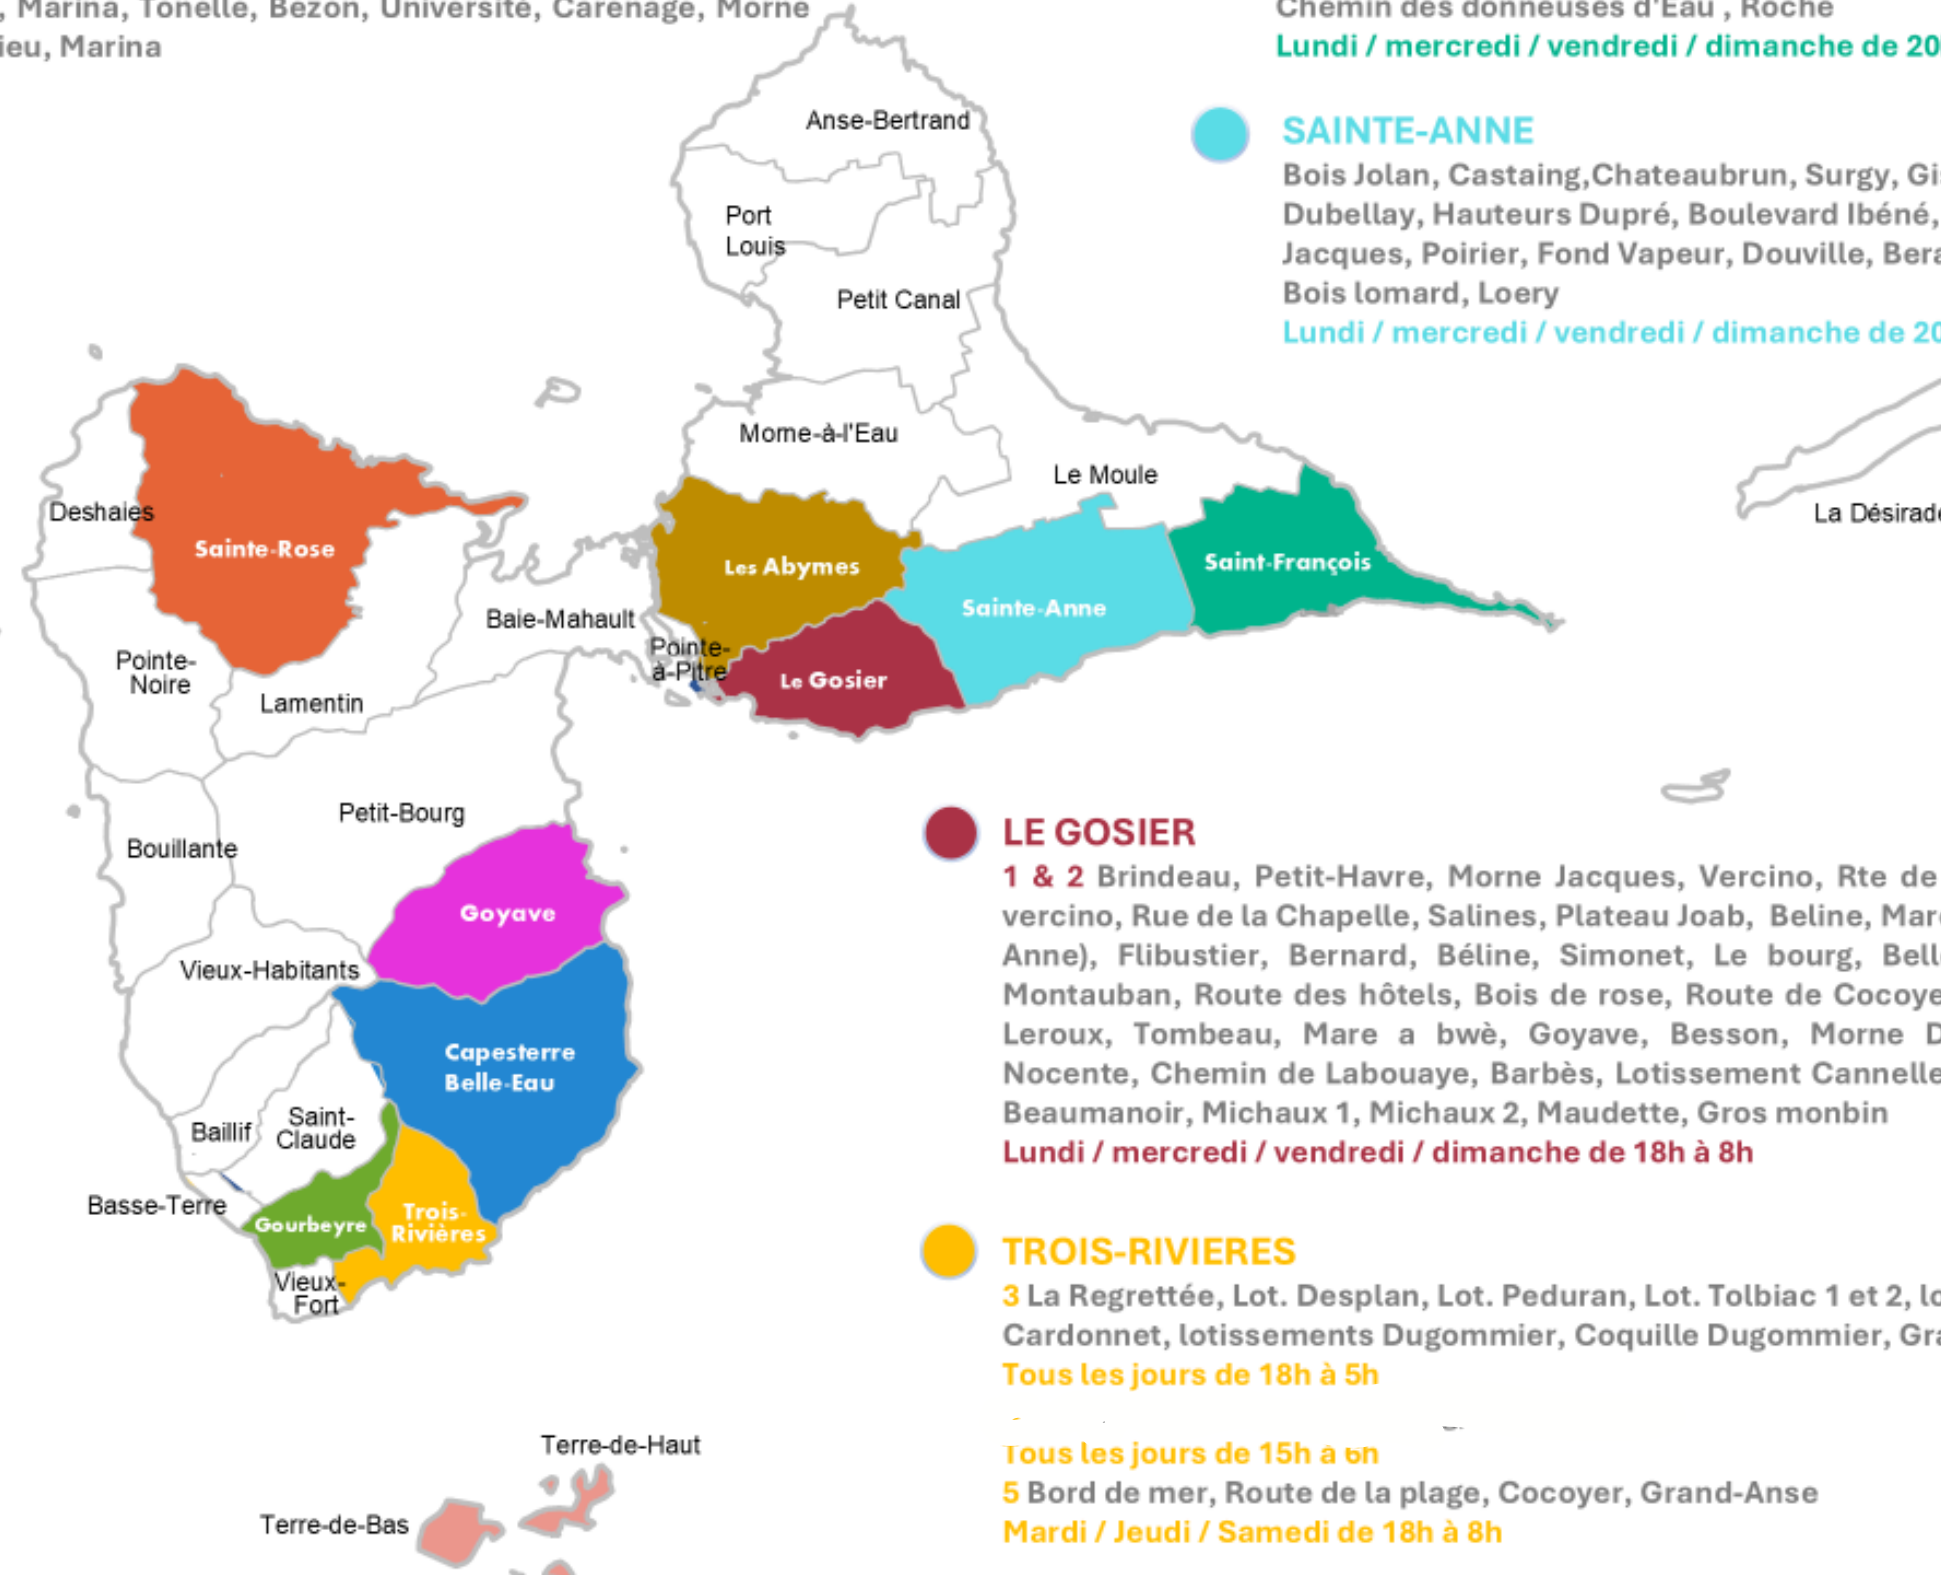 , Marina, Tonelle, Bezon, Université, Carenage, Morne
ieu, Marina
Chemin des donneuses d'Eau , Roche
Lundi / mercredi / vendredi / dimanche de 20
SAINTE-ANNE
Bois Jolan, Castaing,Chateaubrun, Surgy, Gi
Dubellay, Hauteurs Dupré, Boulevard Ibéné,
Jacques, Poirier, Fond Vapeur, Douville, Bera
Bois lomard, Loery
Lundi / mercredi / vendredi / dimanche de 20
Anse-Bertrand
Port
Louis
Petit Canal
Morne-à-l'Eau
Le Moule
La Désirade
Deshaies
Sainte-Rose
Les Abymes
Saint-François
Sainte-Anne
Baie-Mahault
Pointe-
à-Pitre
Le Gosier
Pointe-
Noire
Lamentin
Petit-Bourg
Bouillante
Goyave
Vieux-Habitants
Capesterre
Belle-Eau
Saint-
Claude
Baillif
Basse-Terre
Gourbeyre
Trois-
Rivières
Vieux-
Fort
Terre-de-Haut
Terre-de-Bas
LE GOSIER
1 & 2 Brindeau, Petit-Havre, Morne Jacques, Vercino, Rte de
vercino, Rue de la Chapelle, Salines, Plateau Joab, Beline, Mar
Anne), Flibustier, Bernard, Béline, Simonet, Le bourg, Bell
Montauban, Route des hôtels, Bois de rose, Route de Cocoye
Leroux, Tombeau, Mare a bwè, Goyave, Besson, Morne D
Nocente, Chemin de Labouaye, Barbès, Lotissement Cannelle
Beaumanoir, Michaux 1, Michaux 2, Maudette, Gros monbin
Lundi / mercredi / vendredi / dimanche de 18h à 8h
TROIS-RIVIERES
3 La Regrettée, Lot. Desplan, Lot. Peduran, Lot. Tolbiac 1 et 2, lo
Cardonnet, lotissements Dugommier, Coquille Dugommier, Gra
Tous les jours de 18h à 5h
Tous les jours de 15h à 6h
5 Bord de mer, Route de la plage, Cocoyer, Grand-Anse
Mardi / Jeudi / Samedi de 18h à 8h